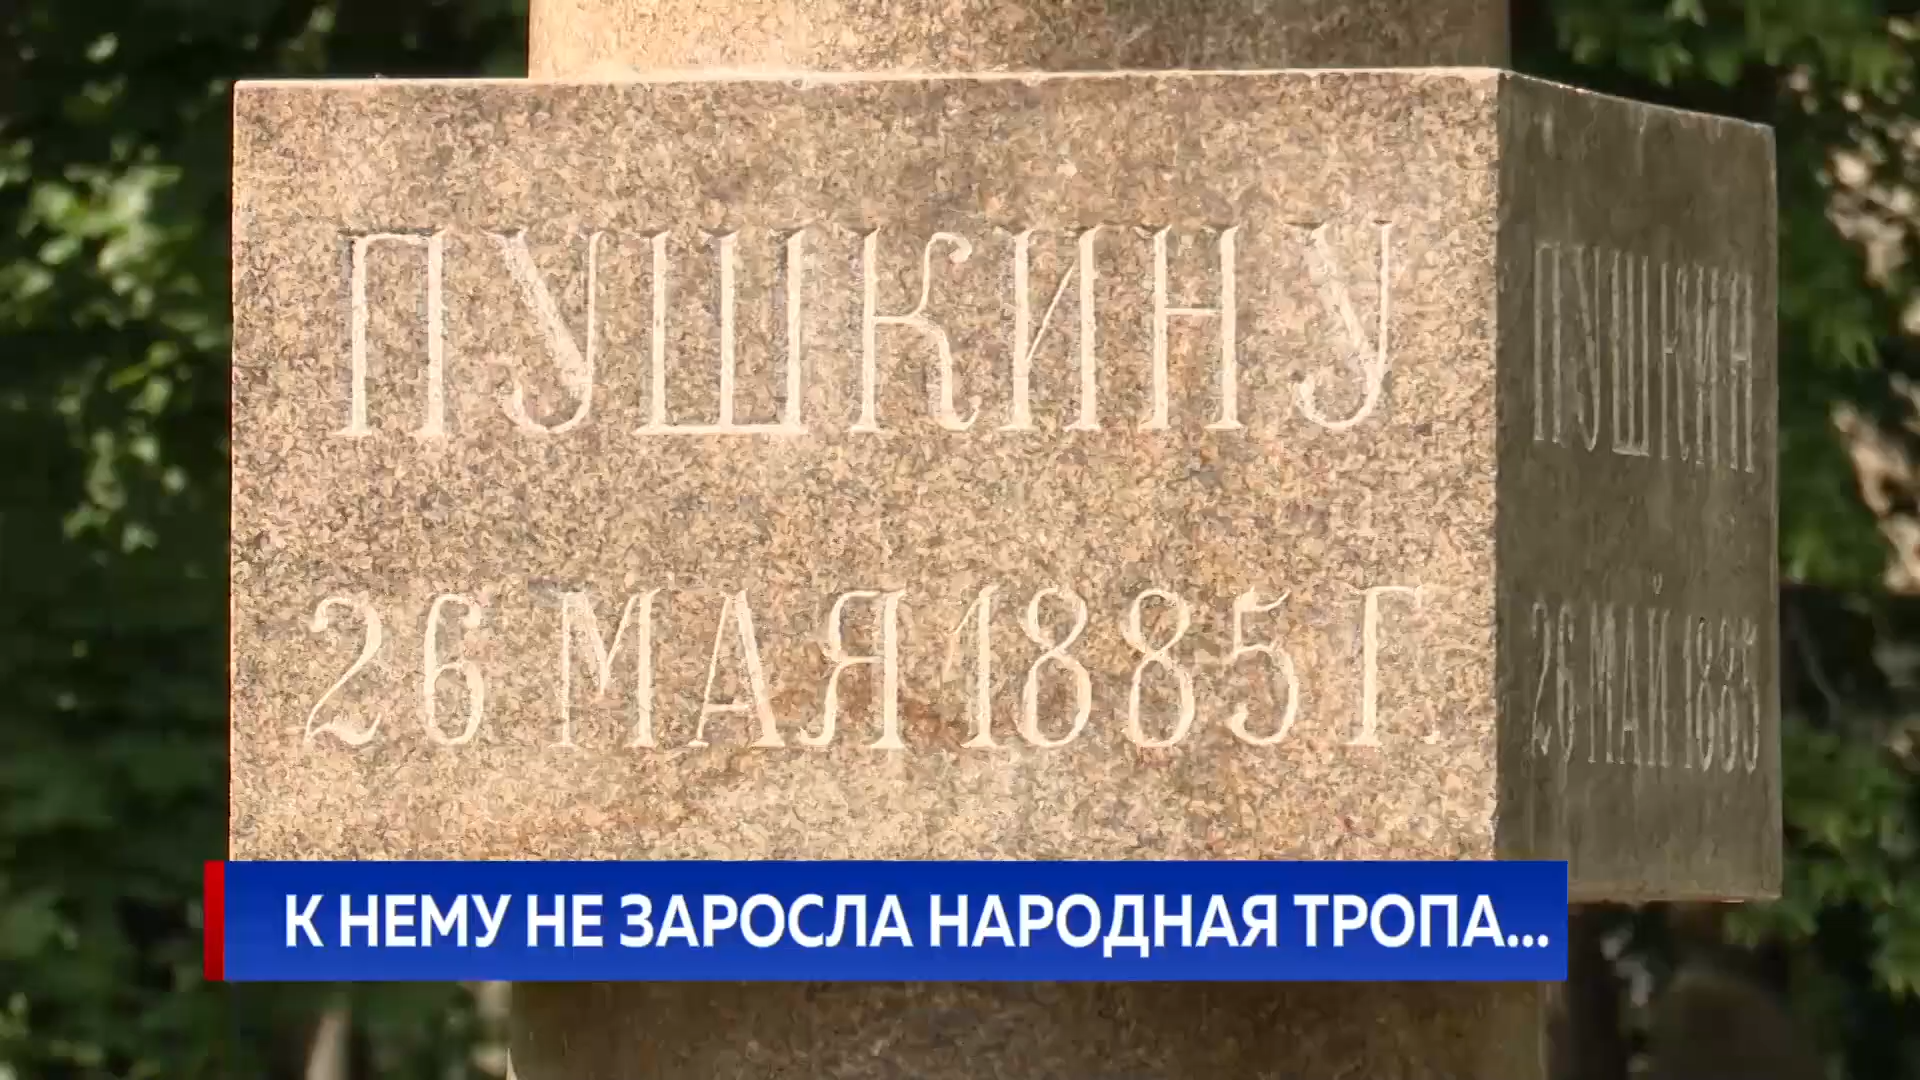 ПУШКИНУ
26 МАЯ 1885 Г.
ПУШКИН
26 МАЙ 1885
К НЕМУ НЕ ЗАРОСЛА НАРОДНАЯ ТРОПА...